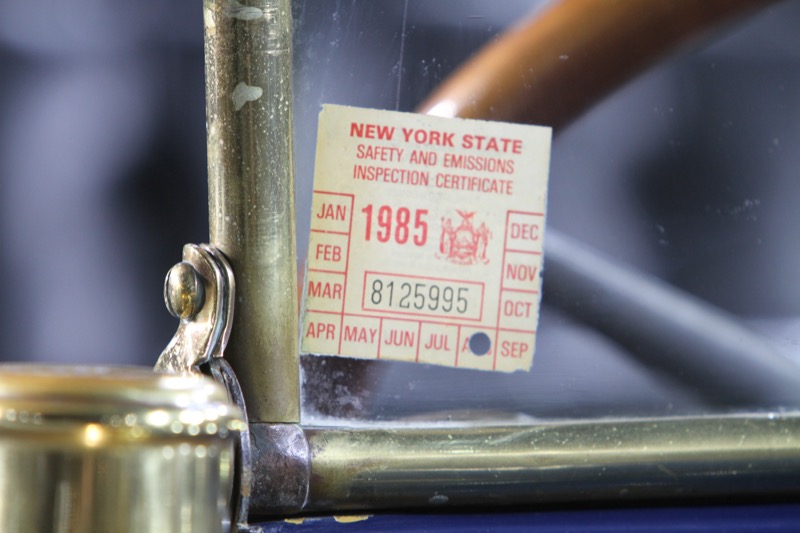 NEW YORK STATE
SAFETY AND EMISSIONS
INSPECTION CERTIFICATE
JAN 1985 DEC
FEB NOV
MAR 8125995 OCT
APR MAY JUN JUL SEP